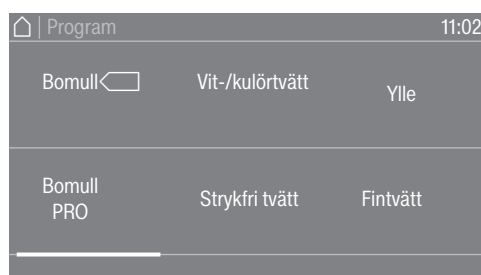 Program 11:02
Bomull Vit-/kulörtvätt Ylle
Bomull PRO Strykfri tvätt Fintvätt